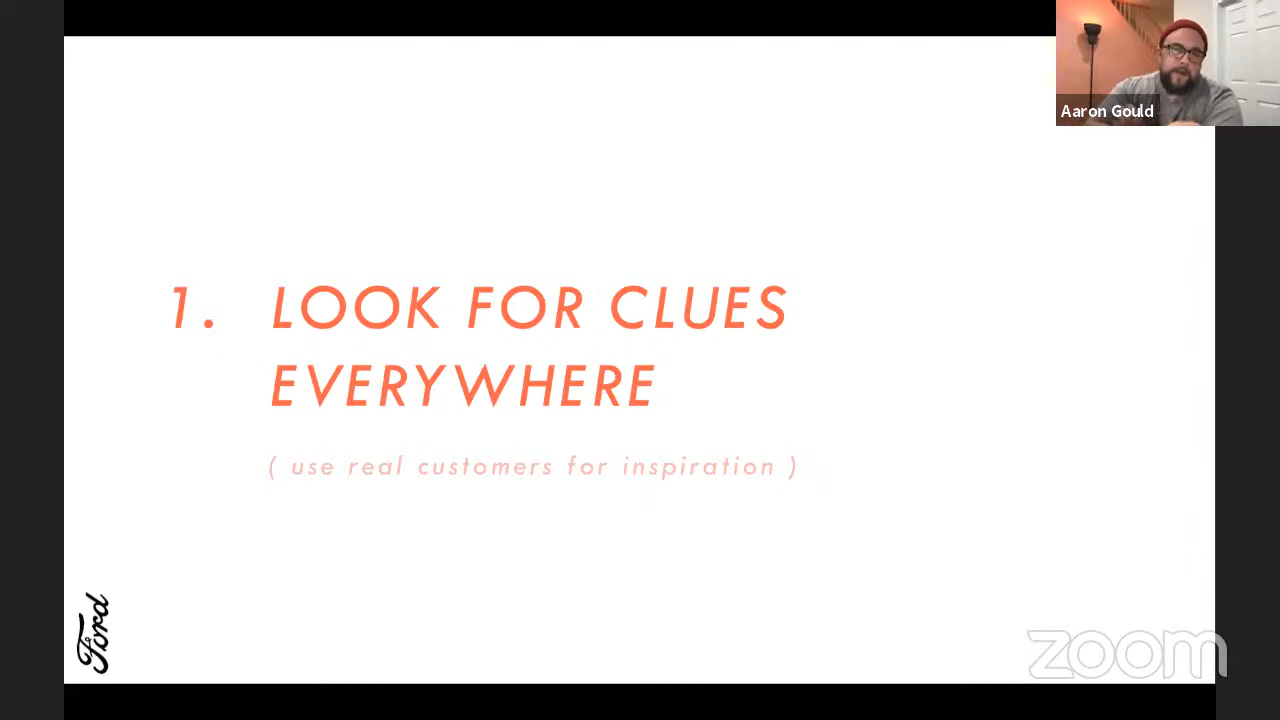 Aaron Gould
1. LOOK FOR CLUES
EVERYWHERE
( use real customers for inspiration )
Ford
zoom